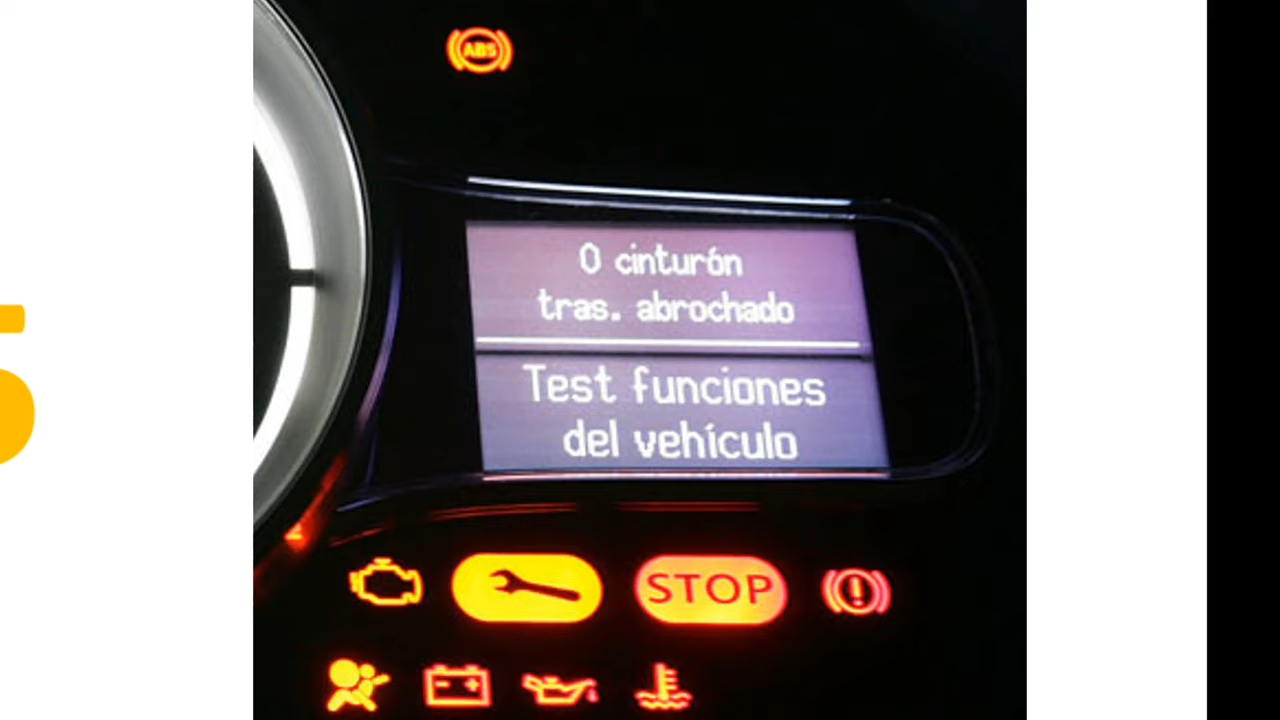 ABS
0 cinturón
tras. abrochado
Test funciones
del vehículo
STOP